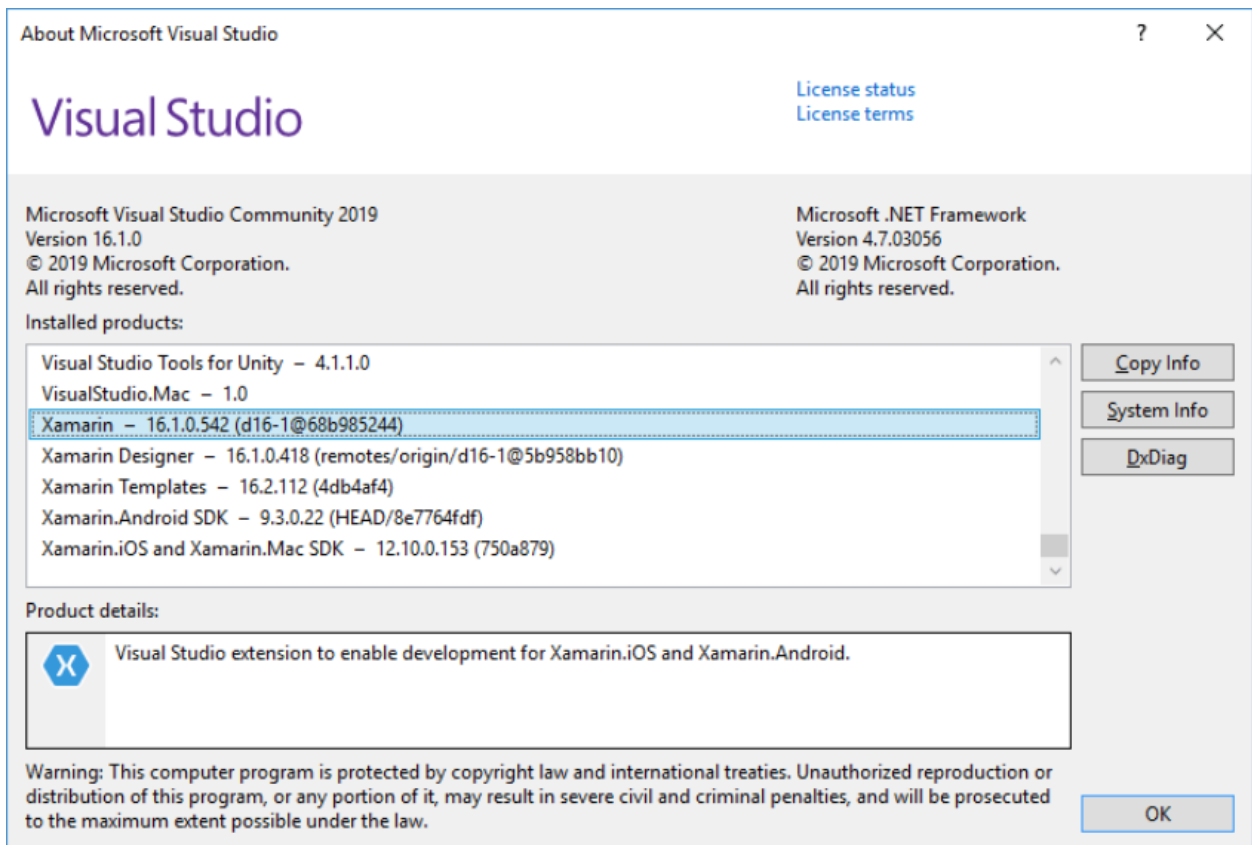 About Microsoft Visual Studio
Visual Studio
License status
License terms
Microsoft Visual Studio Community 2019
Version 16.1.0
© 2019 Microsoft Corporation.
All rights reserved.
Microsoft .NET Framework
Version 4.7.03056
© 2019 Microsoft Corporation.
All rights reserved.
Installed products:
Visual Studio Tools for Unity – 4.1.1.0
VisualStudio.Mac – 1.0
Xamarin – 16.1.0.542 (d16-1@68b985244)
Xamarin Designer – 16.1.0.418 (remotes/origin/d16-1@5b958bb10)
Xamarin Templates – 16.2.112 (4db4af4)
Xamarin.Android SDK – 9.3.0.22 (HEAD/8e7764fdf)
Xamarin.iOS and Xamarin.Mac SDK – 12.10.0.153 (750a879)
Copy Info
System Info
DxDiag
Product details:
Visual Studio extension to enable development for Xamarin.iOS and Xamarin.Android.
Warning: This computer program is protected by copyright law and international treaties. Unauthorized reproduction or
distribution of this program, or any portion of it, may result in severe civil and criminal penalties, and will be prosecuted
to the maximum extent possible under the law.
OK